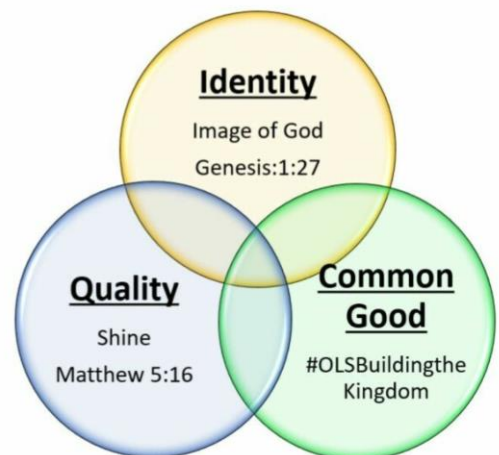 Identity
Image of God
Genesis:1:27
Quality
Shine
Matthew 5:16
Common
Good
#OLSBuildingthe
Kingdom